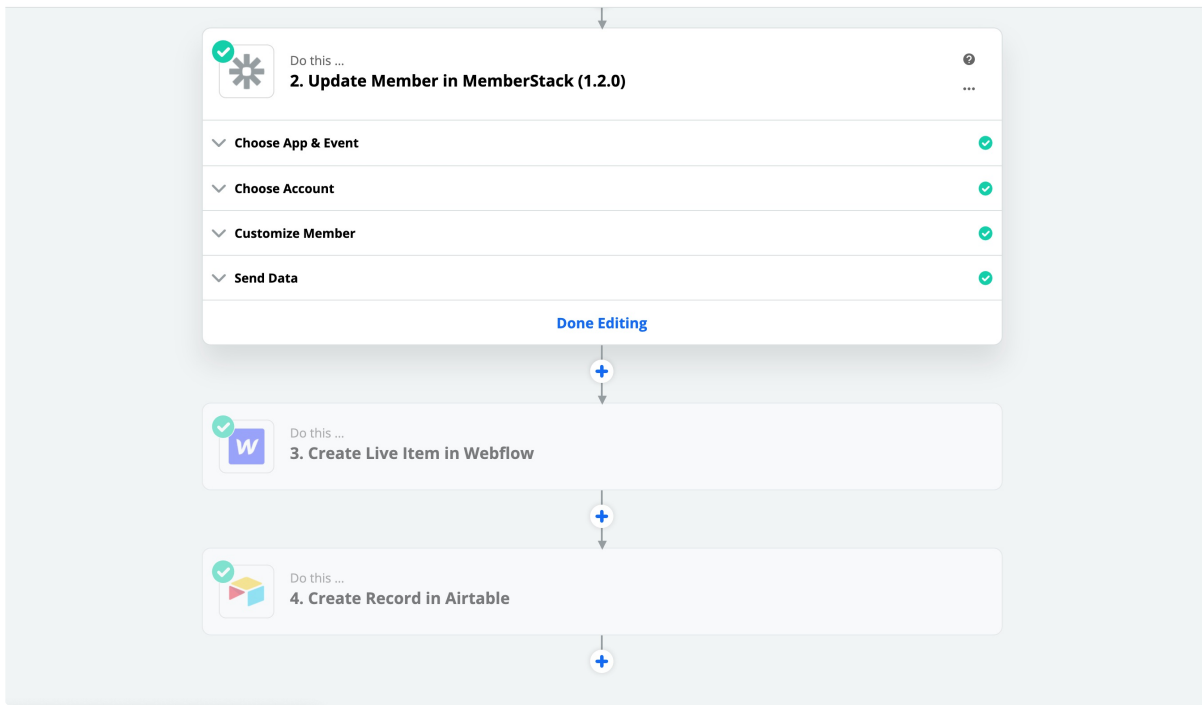 Do this ...
2. Update Member in MemberStack (1.2.0)
Choose App & Event
Choose Account
Customize Member
Send Data
Done Editing
Do this ...
3. Create Live Item in Webflow
Do this ...
4. Create Record in Airtable